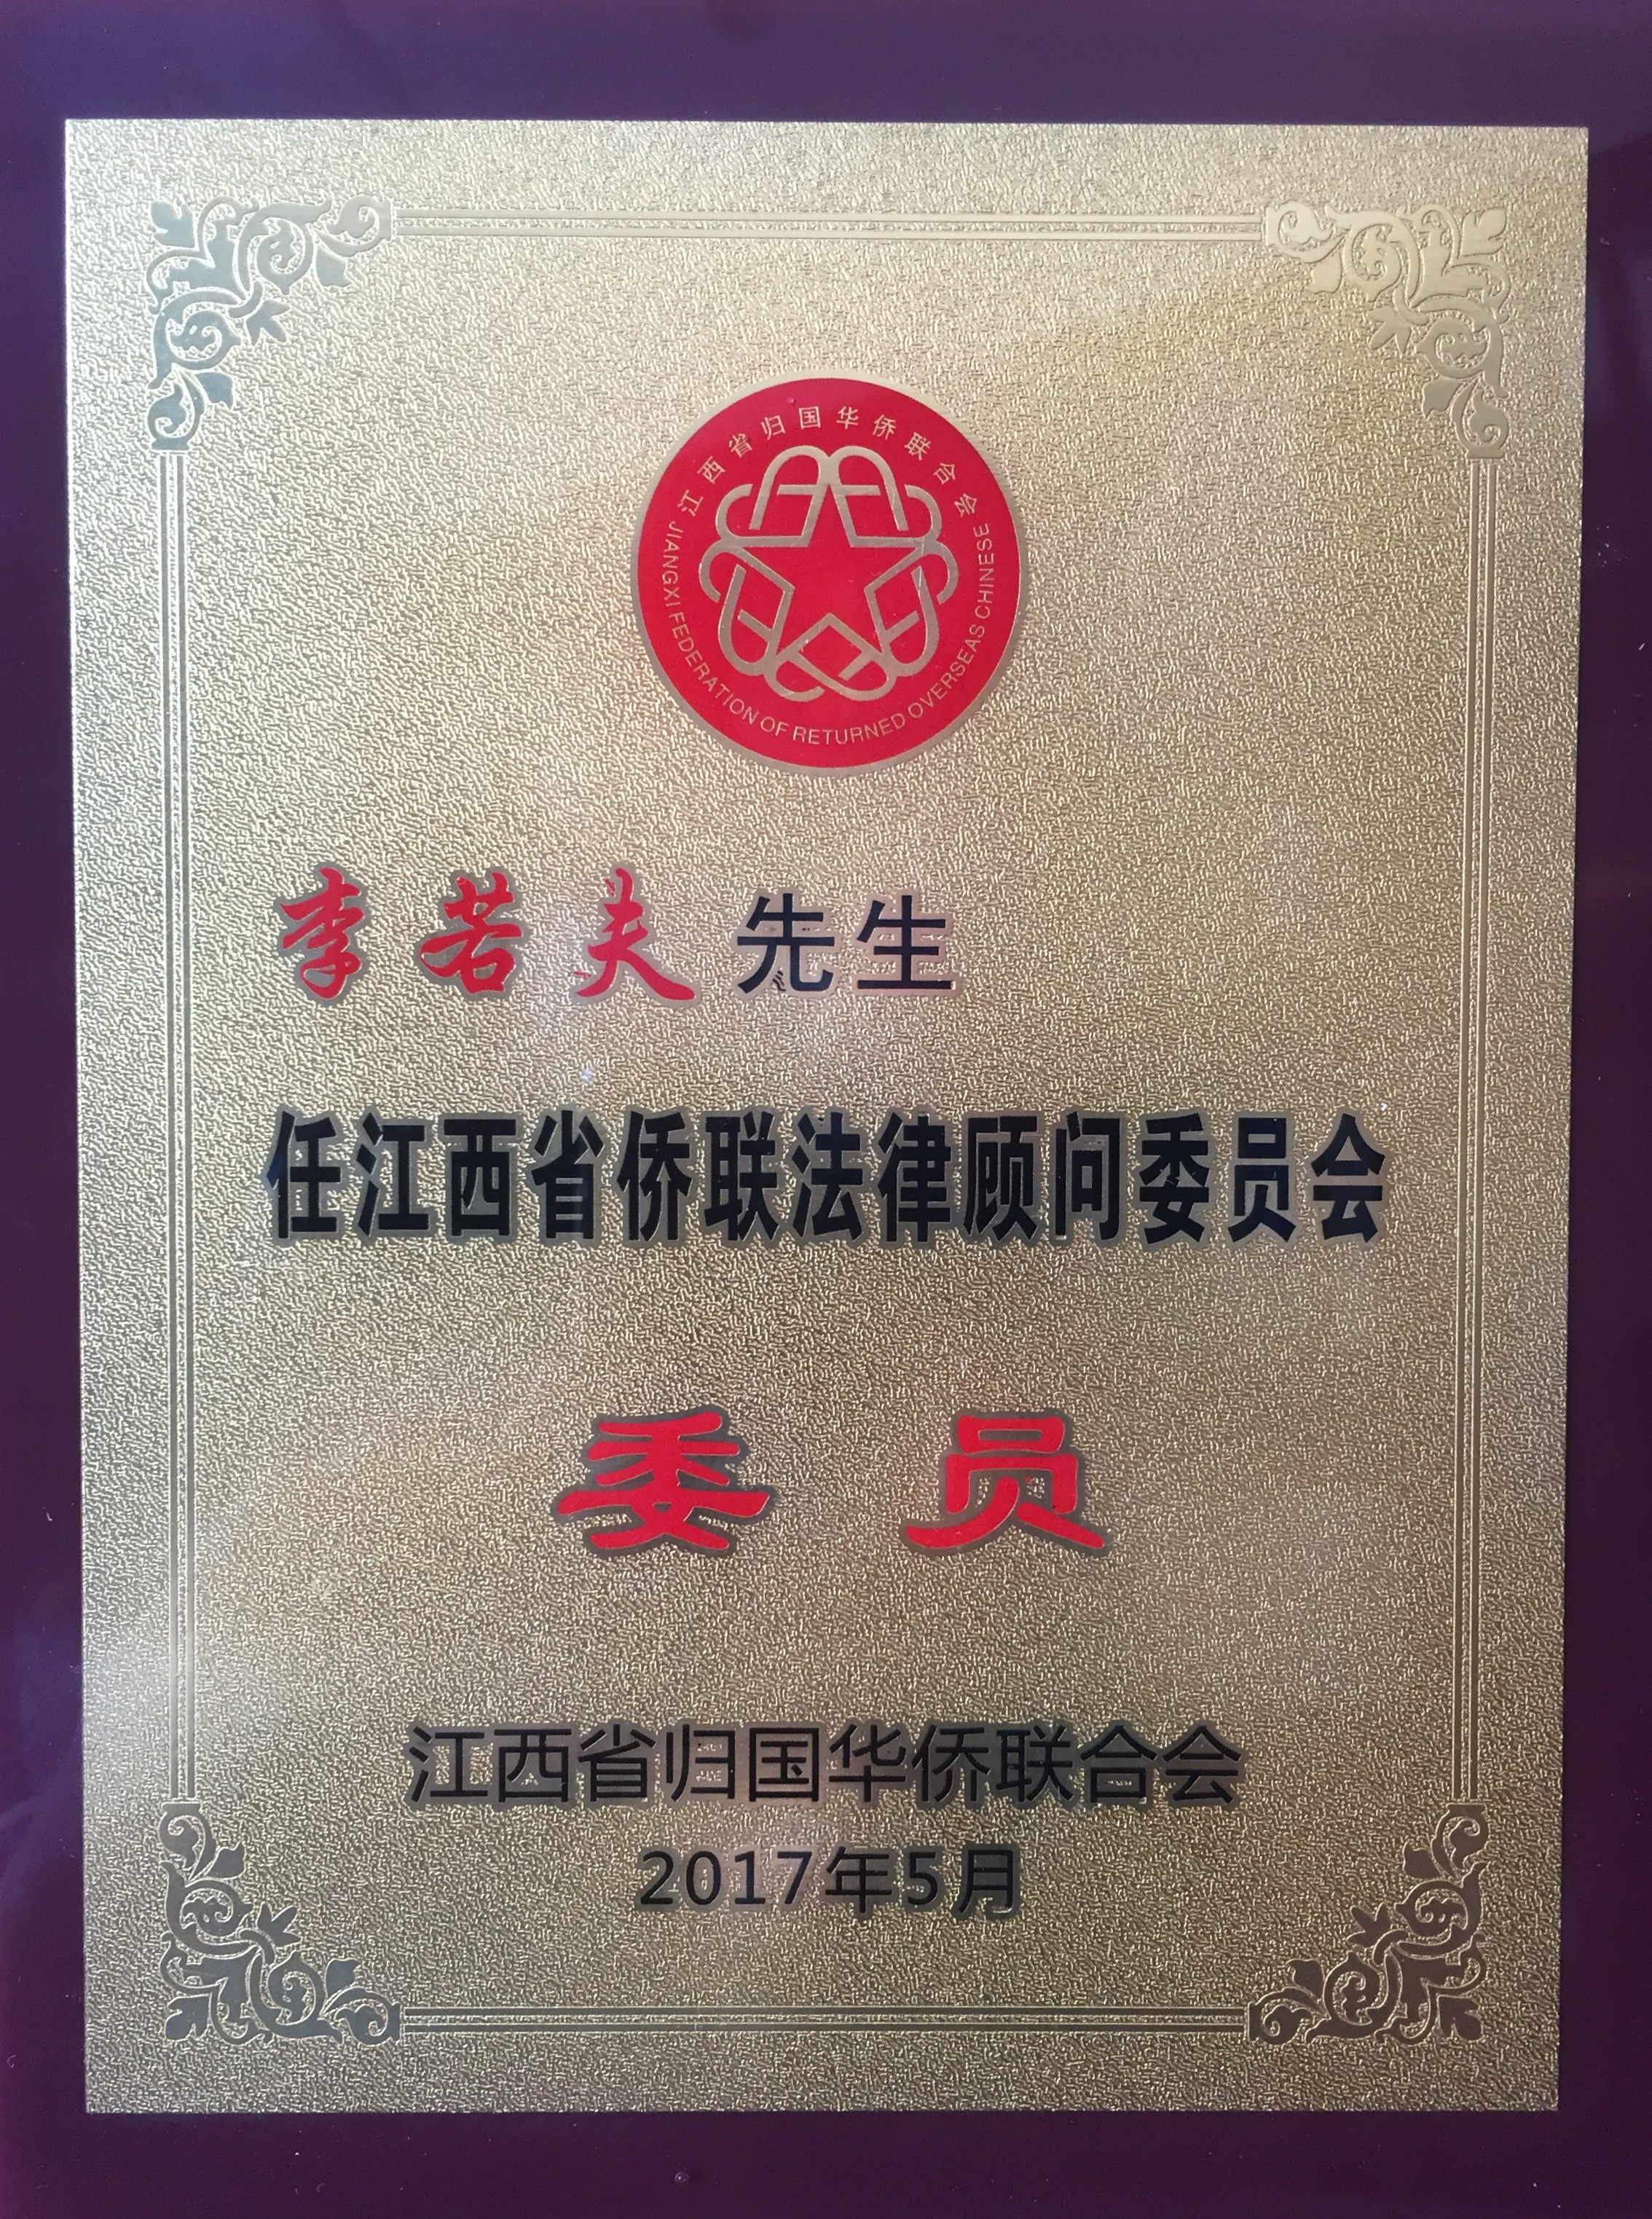 江西省归国华侨联合会
JIANGXI FEDERATION OF RETURNED OVERSEAS CHINESE
李若夫先生
任江西省侨联法律顾问委员会
委员
江西省归国华侨联合会
2017年5月